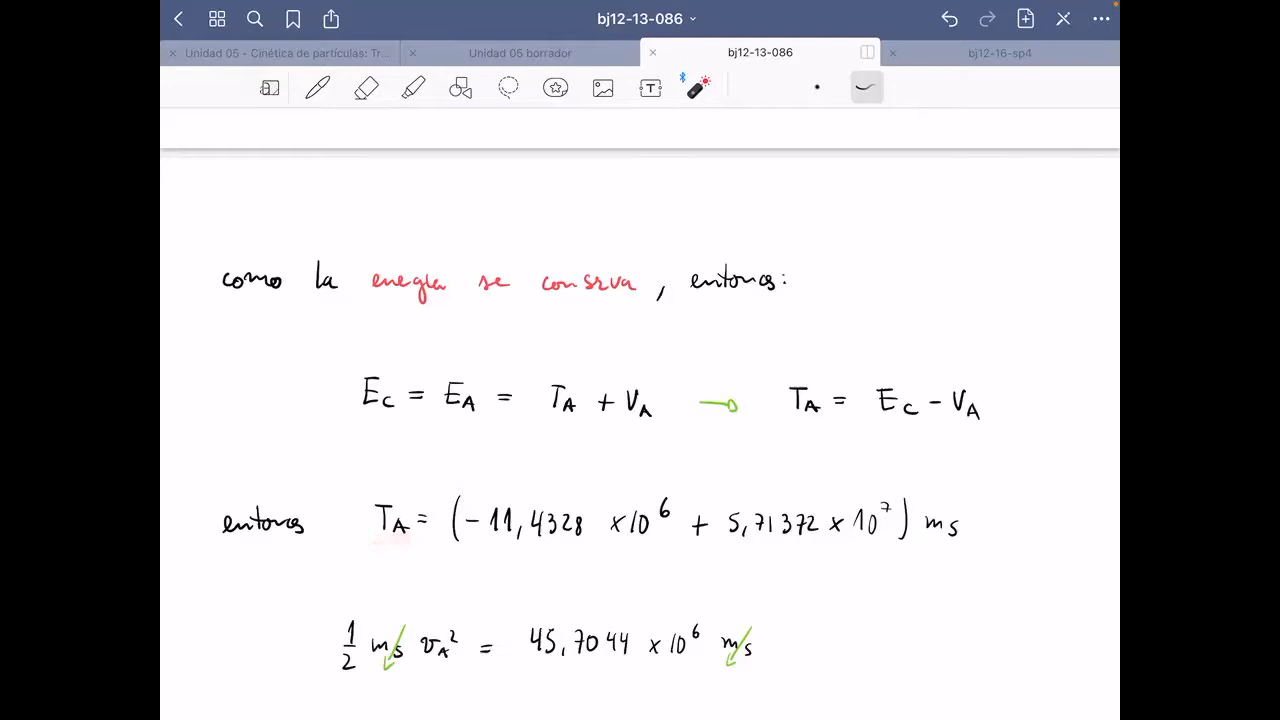 bj12-13-086
Unidad 05 - Cinética de partículas: Tr...
Unidad 05 borrador
bj12-13-086
bj12-16-sp4
T
como la energía se conserva, entonces:
E_C = E_A = T_A + V_A → T_A = E_C - V_A
entonces T_A = (-11,4328 × 10^6 + 5,71372 × 10^7) m_s
1/2 m_s v_A^2 = 45,7044 × 10^6 m_s